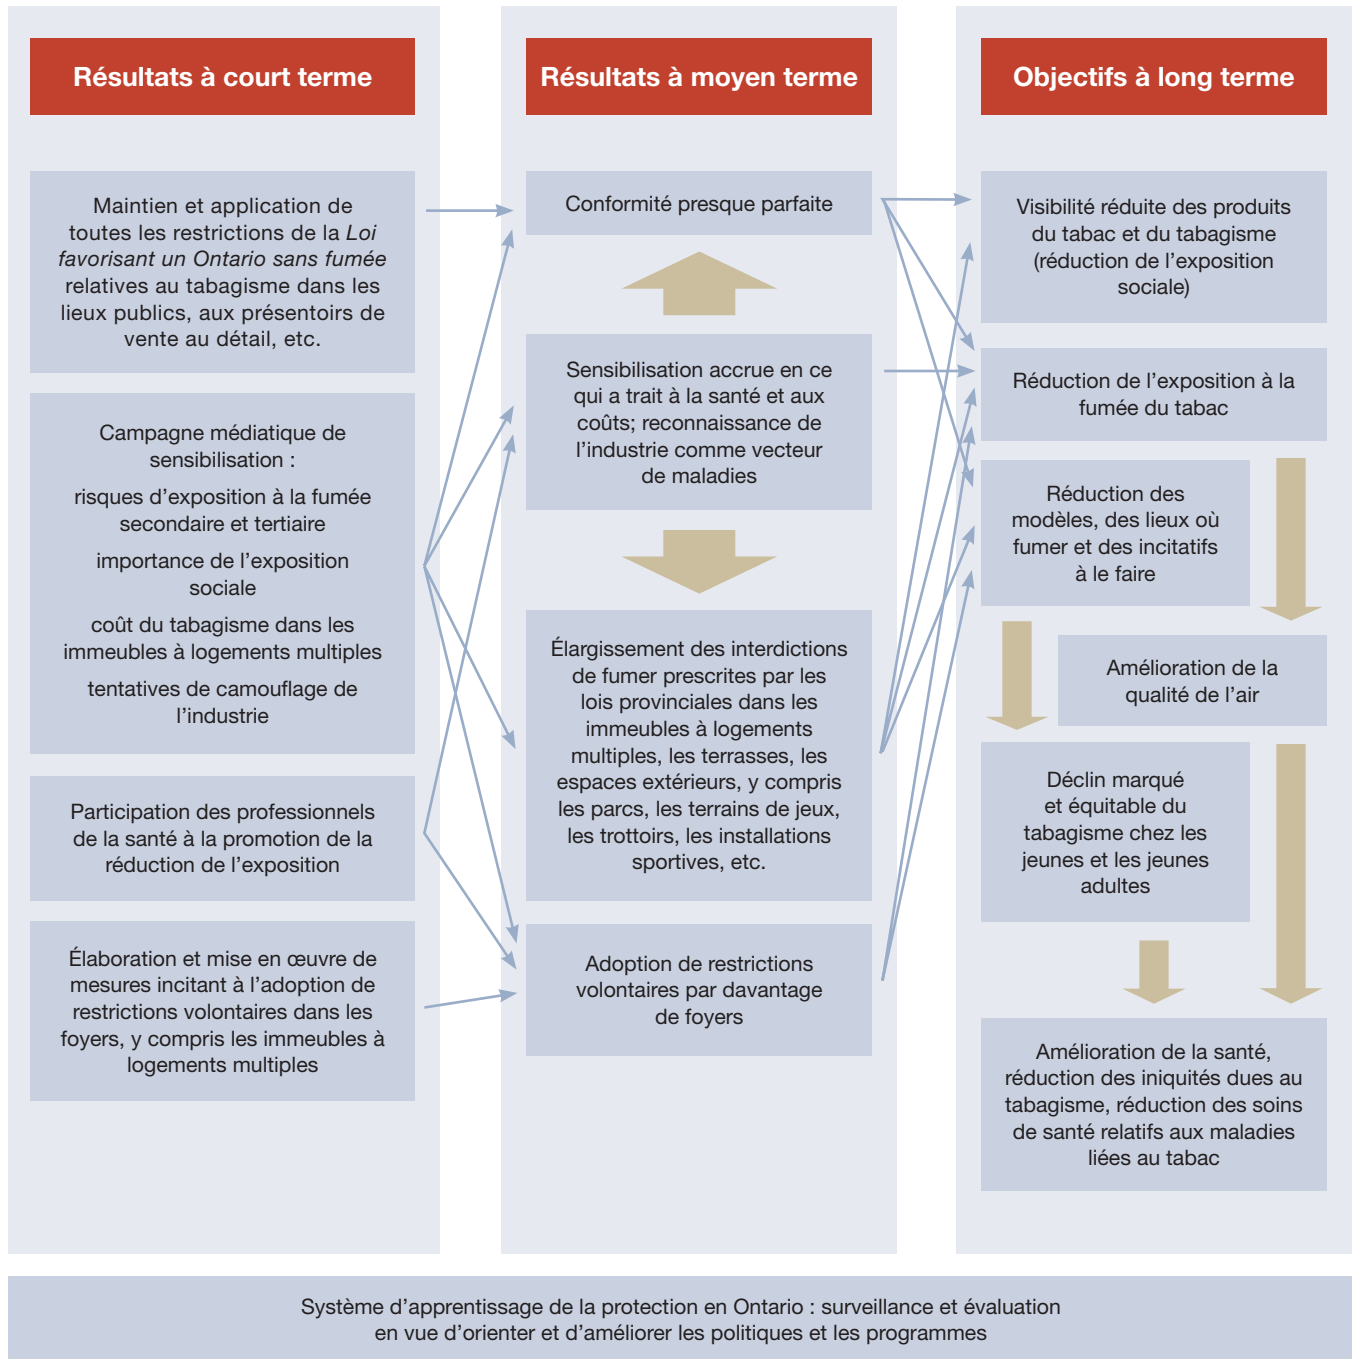 Résultats à court terme
Maintien et application de
toutes les restrictions de la Loi
favorisant un Ontario sans fumée
relatives au tabagisme dans les
lieux publics, aux présentoirs de
vente au détail, etc.
Campagne médiatique de
sensibilisation :
risques d’exposition à la fumée
secondaire et tertiaire
importance de l’exposition
sociale
coût du tabagisme dans les
immeubles à logements multiples
tentatives de camouflage de
l’industrie
Participation des professionnels
de la santé à la promotion de la
réduction de l’exposition
Élaboration et mise en œuvre de
mesures incitant à l’adoption de
restrictions volontaires dans les
foyers, y compris les immeubles à
logements multiples
Résultats à moyen terme
Conformité presque parfaite
Sensibilisation accrue en ce
qui a trait à la santé et aux
coûts; reconnaissance de
l’industrie comme vecteur
de maladies
Élargissement des interdictions
de fumer prescrites par les
lois provinciales dans les
immeubles à logements
multiples, les terrasses, les
espaces extérieurs, y compris
les parcs, les terrains de jeux,
les trottoirs, les installations
sportives, etc.
Adoption de restrictions
volontaires par davantage
de foyers
Objectifs à long terme
Visibilité réduite des produits
du tabac et du tabagisme
(réduction de l’exposition
sociale)
Réduction de l’exposition à la
fumée du tabac
Réduction des
modèles, des lieux où
fumer et des incitatifs
à le faire
Amélioration de la
qualité de l’air
Déclin marqué
et équitable du
tabagisme chez les
jeunes et les jeunes
adultes
Amélioration de la santé,
réduction des iniquités dues au
tabagisme, réduction des soins
de santé relatifs aux maladies
liées au tabac
Système d’apprentissage de la protection en Ontario : surveillance et évaluation
en vue d’orienter et d’améliorer les politiques et les programmes